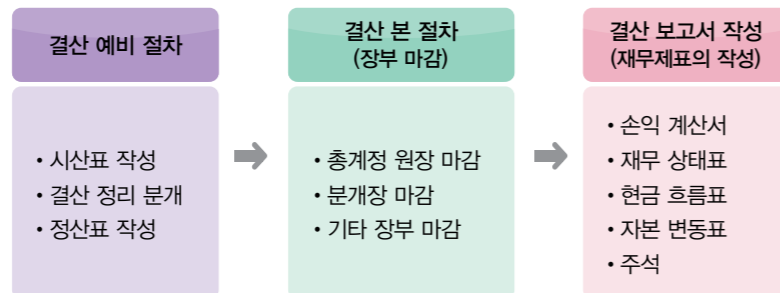 결산 예비 절차
• 시산표 작성
• 결산 정리 분개
• 정산표 작성
결산 본 절차
(장부 마감)
• 총계정 원장 마감
• 분개장 마감
• 기타 장부 마감
결산 보고서 작성
(재무제표의 작성)
• 손익 계산서
• 재무 상태표
• 현금 흐름표
• 자본 변동표
• 주석